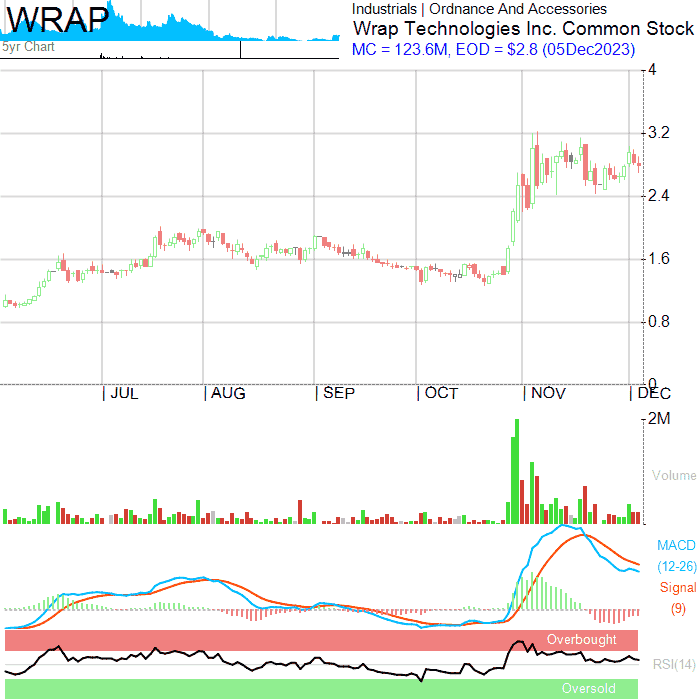 WRAP
5yr Chart
Industrials | Ordnance And Accessories
Wrap Technologies Inc. Common Stock
MC = 123.6M, EOD = $2.8 (05Dec2023)
4
3.2
2.4
1.6
0.8
0
| JUL | AUG | SEP | OCT | NOV | DEC
2M
Volume
MACD
(12-26)
Signal
(9)
Overbought
RSI(14)
Oversold